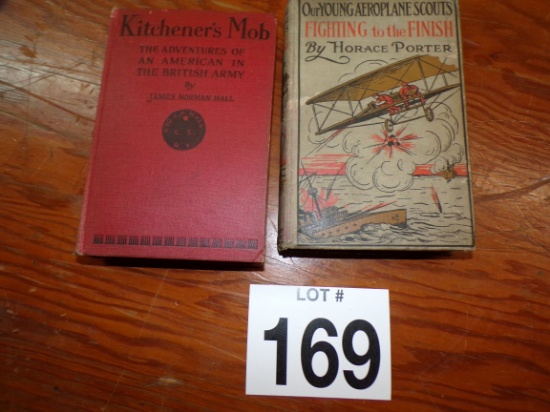 Kitchener's Mob
THE ADVENTURES OF
AN AMERICAN IN
THE BRITISH ARMY
By
JAMES NORMAN HALL
OUR YOUNG AEROPLANE SCOUTS
FIGHTING to the FINISH
By HORACE PORTER
LOT #
169